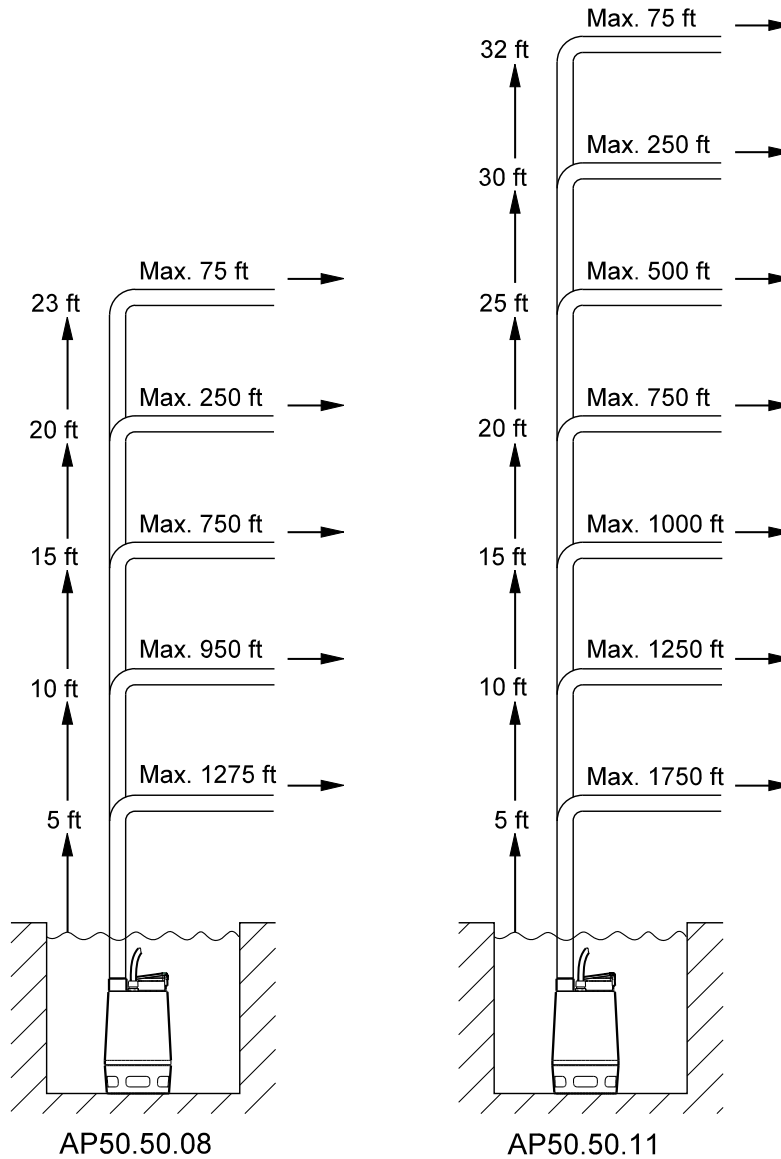 Max. 75 ft
23 ft
Max. 250 ft
20 ft
Max. 750 ft
15 ft
Max. 950 ft
10 ft
Max. 1275 ft
5 ft
AP50.50.08
Max. 75 ft
32 ft
Max. 250 ft
30 ft
Max. 500 ft
25 ft
Max. 750 ft
20 ft
Max. 1000 ft
15 ft
Max. 1250 ft
10 ft
Max. 1750 ft
5 ft
AP50.50.11